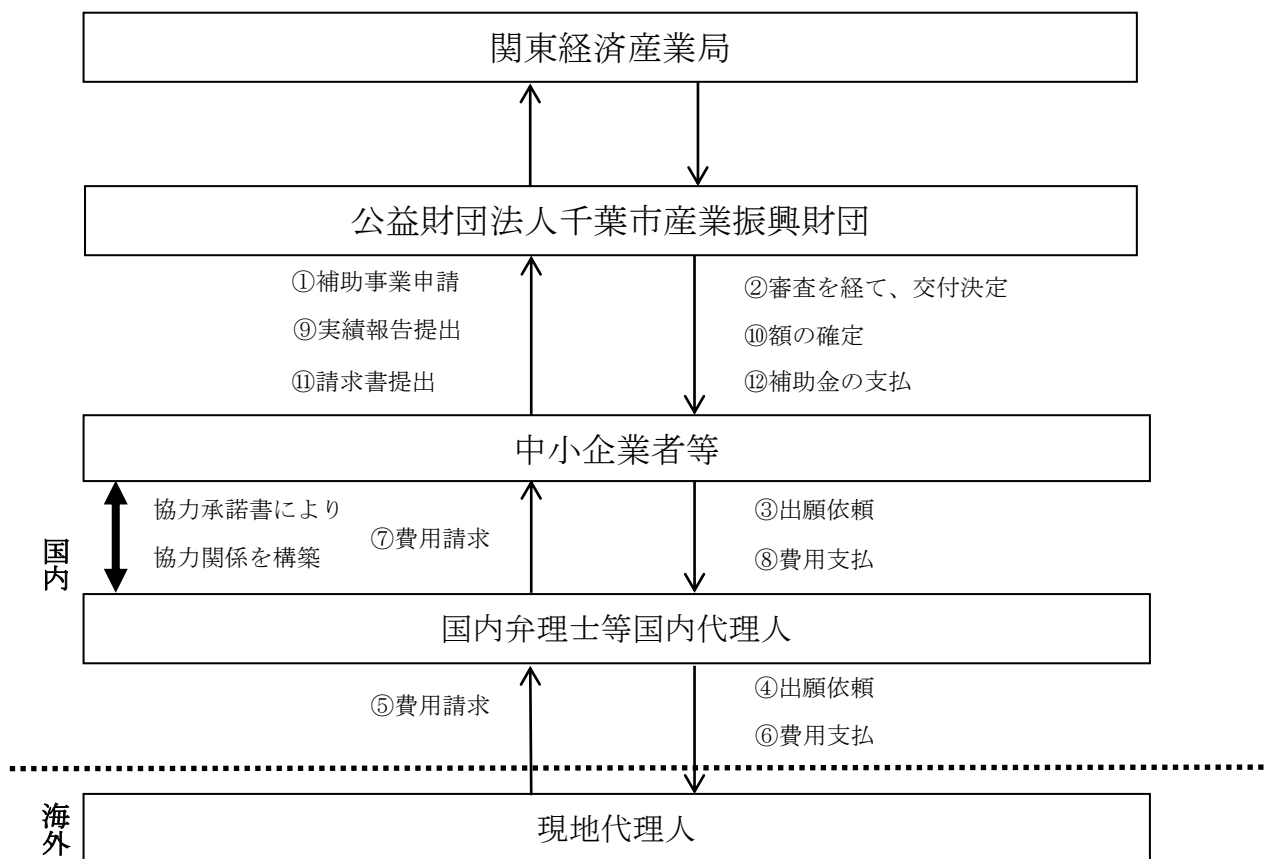 関東経済産業局
公益財団法人千葉市産業振興財団
①補助事業申請
⑨実績報告提出
⑪請求書提出
②審査を経て、交付決定
⑩額の確定
⑫補助金の支払
中小企業者等
協力承諾書により
協力関係を構築
⑦費用請求
③出願依頼
⑧費用支払
国内
国内弁理士等国内代理人
⑤費用請求
④出願依頼
⑥費用支払
海外
現地代理人